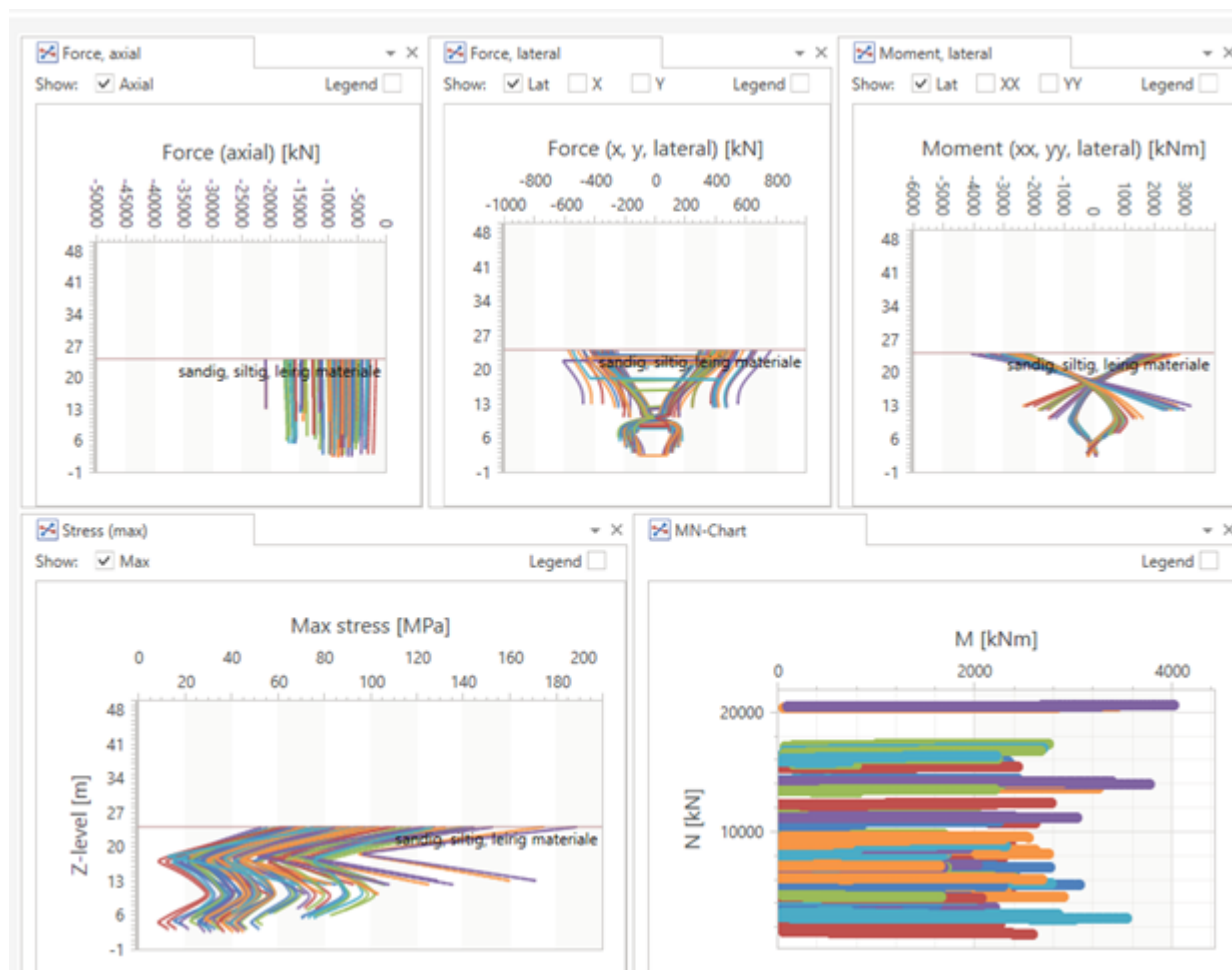 Force, axial
Show: Axial Legend
Force (axial) [kN]
-50000 -45000 -40000 -35000 -30000 -25000 -20000 -15000 -10000 -5000 0
48
41
34
27
20
13
6
-1
sandig, siltig, leirig materiale
Force, lateral
Show: Lat X Y Legend
Force (x, y, lateral) [kN]
-800 -400 0 400 800
-1000 -600 -200 200 600
48
41
34
27
20
13
6
-1
sandig, siltig, leirig materiale
Moment, lateral
Show: Lat XX YY Legend
Moment (xx, yy, lateral) [kNm]
-6000 -5000 -4000 -3000 -2000 -1000 0 1000 2000 3000
48
41
34
27
20
13
6
-1
sandig, siltig, leirig materiale
Stress (max)
Show: Max Legend
Max stress [MPa]
0 40 80 120 160 200
20 60 100 140 180
Z-level [m]
48
41
34
27
20
13
6
-1
sandig, siltig, leirig materiale
MN-Chart
Legend
M [kNm]
0 2000 4000
N [kN]
20000
10000